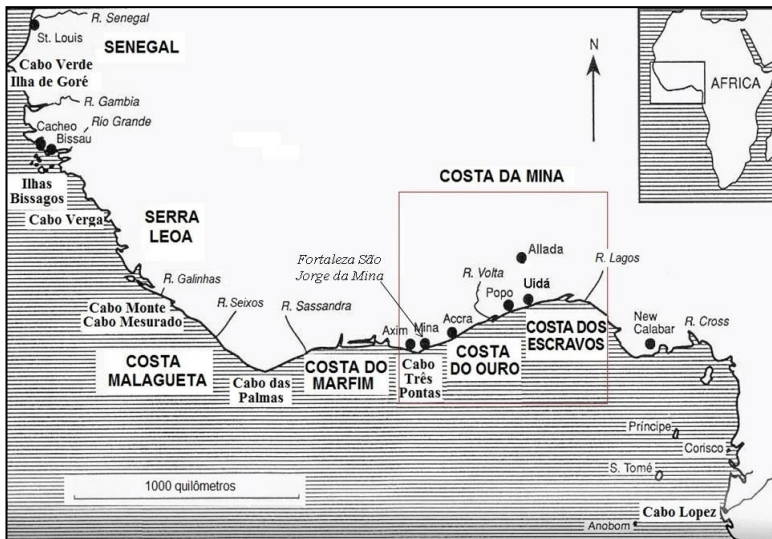 R. Senegal
St. Louis
SENEGAL
Cabo Verde
Ilha de Goré
R. Gambia
Cacheo
Rio Grande
Bissau
Ilhas
Bissagos
Cabo Verga
SERRA
LEOA
R. Galinhas
Cabo Monte
Cabo Mesurado
R.Seixos
COSTA
MALAGUETA
Cabo das
Palmas
R. Sassandra
COSTA DO
MARFIM
Fortaleza São
Jorge da Mina
Axim
Mina
Accra
Cabo
Três
Pontas
COSTA DA MINA
Allada
R. Volta
Popo
Uidá
R. Lagos
COSTA
DO OURO
COSTA DOS
ESCRAVOS
New
Calabar
R. Cross
N
AFRICA
Príncipe
Corisco
S. Tomé
Cabo Lopez
Anobom
1000 quilômetros